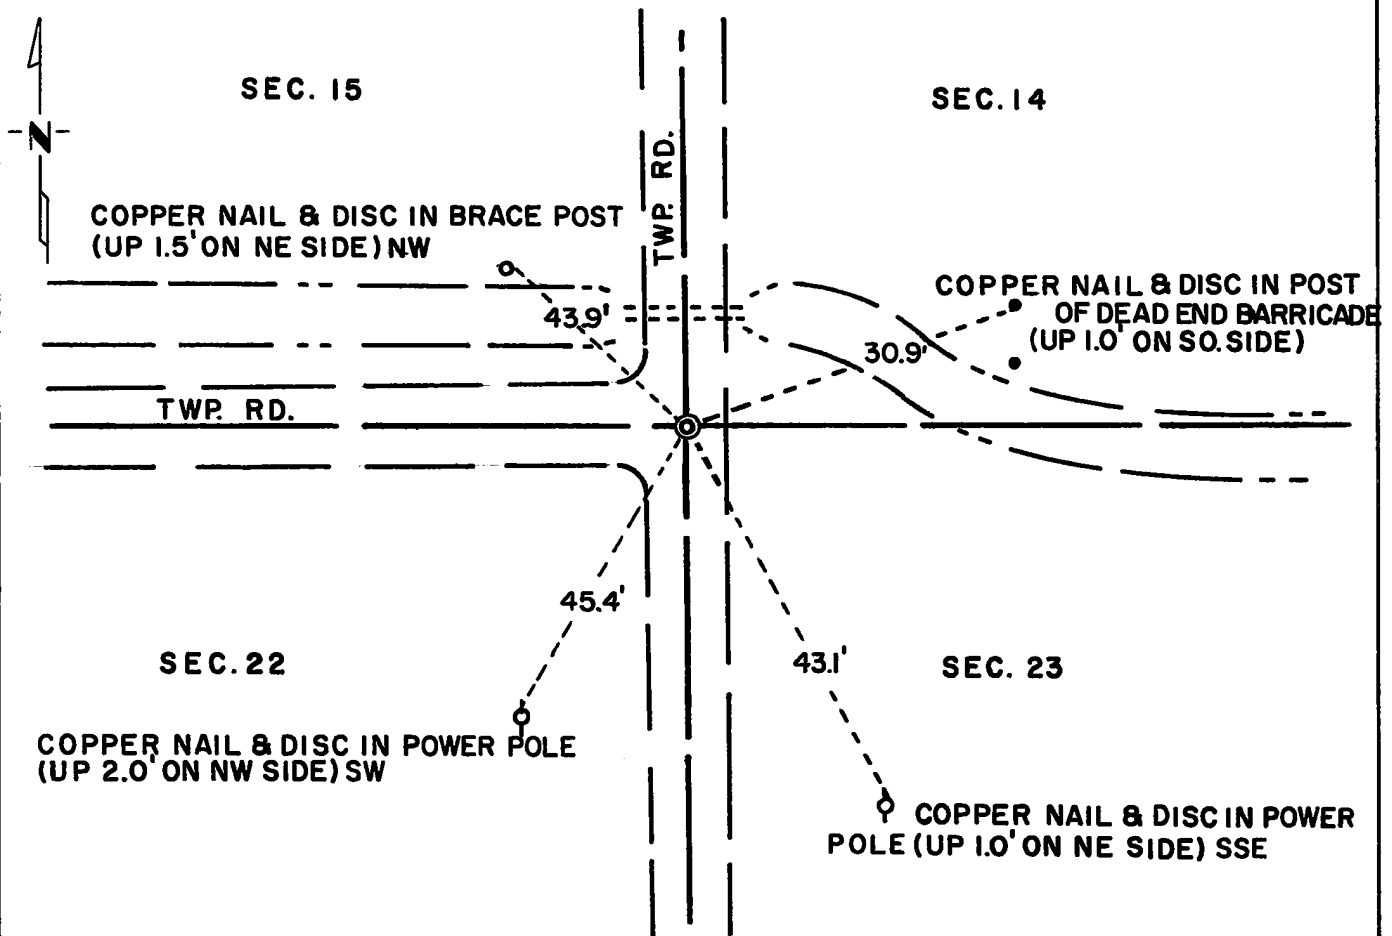 SEC. 15
SEC. 14
N
TWP. RD.
COPPER NAIL & DISC IN BRACE POST
(UP 1.5' ON NE SIDE) NW
COPPER NAIL & DISC IN POST
OF DEAD END BARRICADE
(UP 1.0' ON SO. SIDE)
43.9'
30.9'
TWP. RD.
45.4'
43.1'
SEC. 22
SEC. 23
COPPER NAIL & DISC IN POWER POLE
(UP 2.0' ON NW SIDE) SW
COPPER NAIL & DISC IN POWER
POLE (UP 1.0' ON NE SIDE) SSE